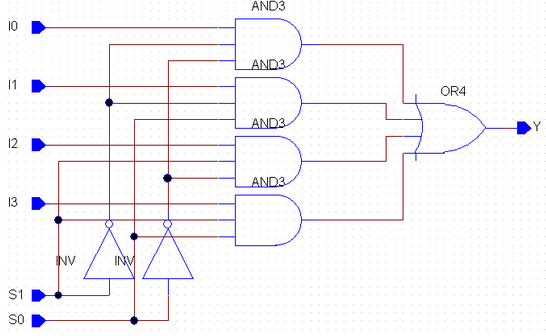 AND3
I0
AND3
I1
OR4
Y
AND3
I2
AND3
I3
INV INV
S1
S0